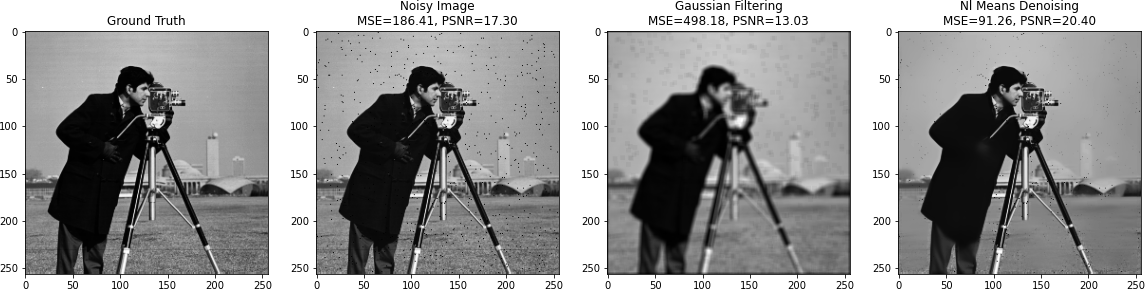 Ground Truth
Noisy Image
MSE=186.41, PSNR=17.30
Gaussian Filtering
MSE=498.18, PSNR=13.03
Nl Means Denoising
MSE=91.26, PSNR=20.40
0
50
100
150
200
250
0 50 100 150 200 250
0
50
100
150
200
250
0 50 100 150 200 250
0
50
100
150
200
250
0 50 100 150 200 250
0
50
100
150
200
250
0 50 100 150 200 250